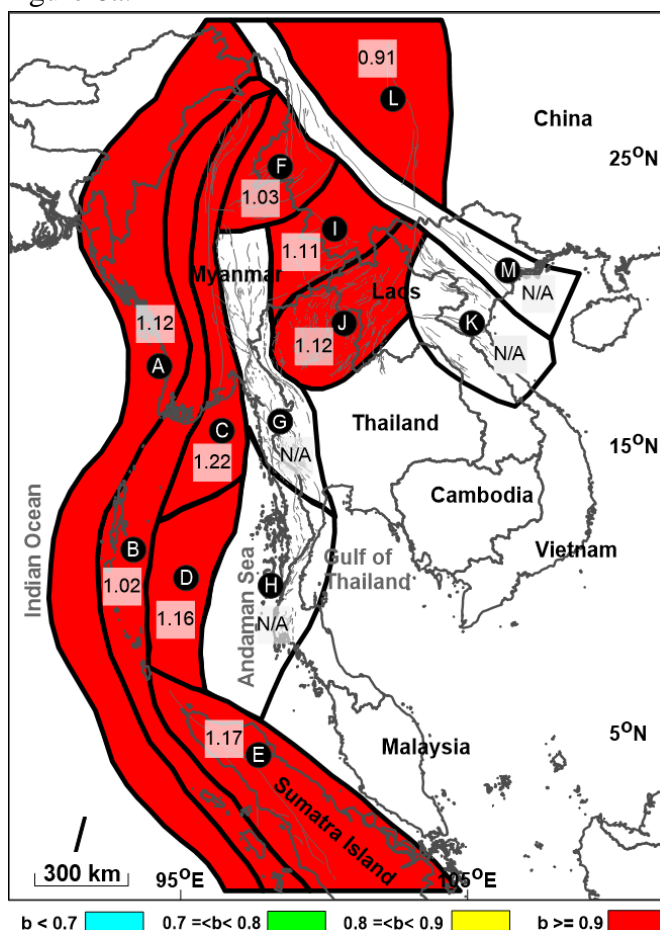 0.91
L
China
25°N
F
1.03
I
1.11
Myanmar
M
Laos
N/A
1.12
J
1.12
K
A
N/A
G
Thailand
C
N/A
15°N
1.22
Cambodia
Indian Ocean
B
Vietnam
Gulf of
Thailand
D
1.02
Andaman Sea
H
1.16
N/A
1.17
E
Malaysia
5°N
Sumatra Island
300 km
95°E
105°E
b < 0.7
0.7 =<b< 0.8
0.8 =<b< 0.9
b >= 0.9